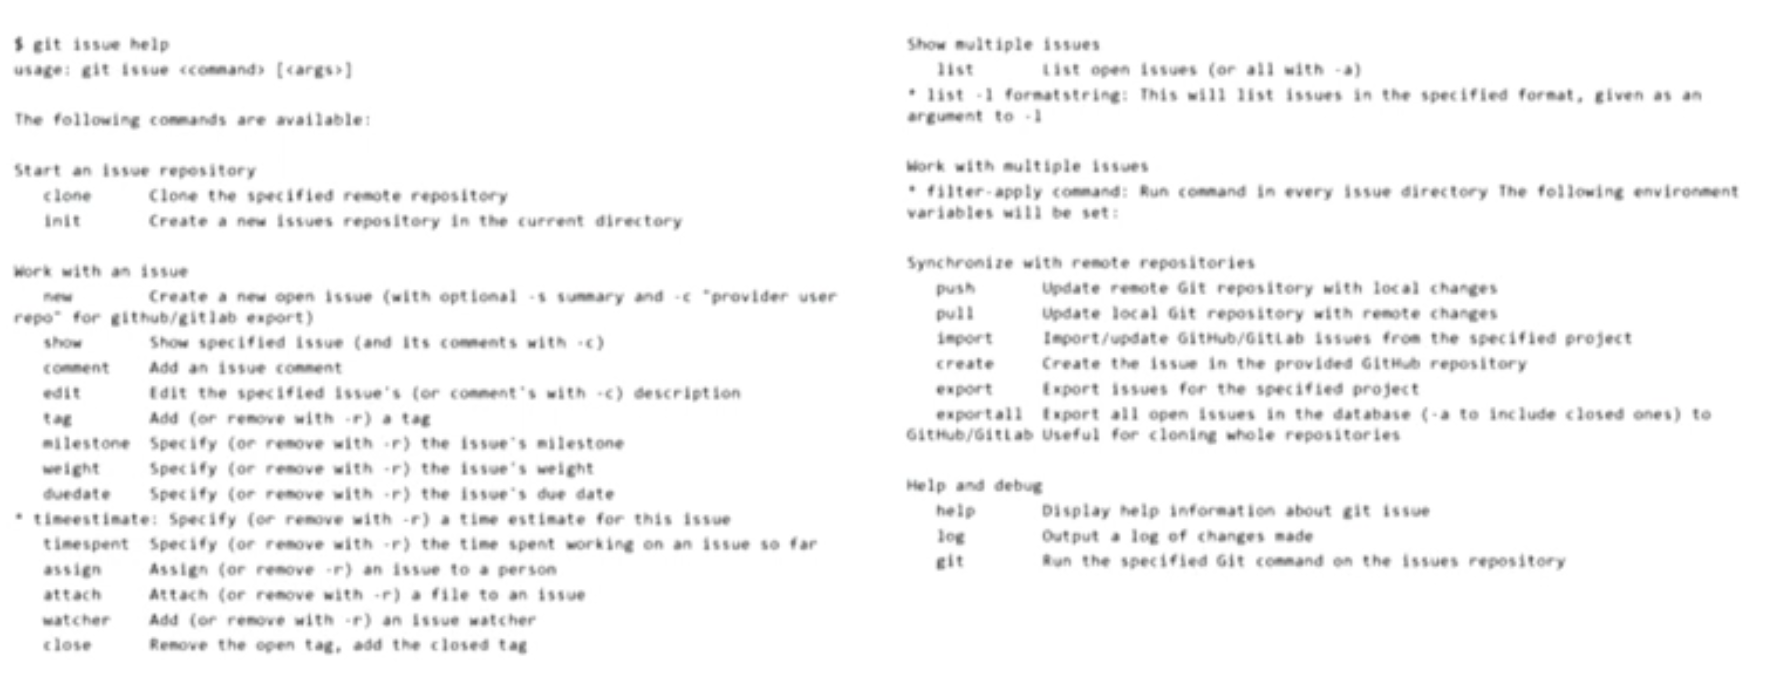 $ git issue help
usage: git issue <command> [<args>]
The following commands are available:
Start an issue repository
clone Clone the specified remote repository
init Create a new issues repository in the current directory
Work with an issue
new Create a new open issue (with optional -s summary and -c "provider user
repo" for github/gitlab export)
show Show specified issue (and its comments with -c)
comment Add an issue comment
edit Edit the specified issue's (or comment's with -c) description
tag Add (or remove with -r) a tag
milestone Specify (or remove with -r) the issue's milestone
weight Specify (or remove with -r) the issue's weight
duedate Specify (or remove with -r) the issue's due date
* timeestimate: Specify (or remove with -r) a time estimate for this issue
timespent Specify (or remove with -r) the time spent working on an issue so far
assign Assign (or remove -r) an issue to a person
attach Attach (or remove with -r) a file to an issue
watcher Add (or remove with -r) an issue watcher
close Remove the open tag, add the closed tag
Show multiple issues
list List open issues (or all with -a)
* list -l formatstring: This will list issues in the specified format, given as an
argument to -l
Work with multiple issues
* filter-apply command: Run command in every issue directory The following environment
variables will be set:
Synchronize with remote repositories
push Update remote Git repository with local changes
pull Update local Git repository with remote changes
import Import/update GitHub/GitLab issues from the specified project
create Create the issue in the provided GitHub repository
export Export issues for the specified project
exportall Export all open issues in the database (-a to include closed ones) to
GitHub/GitLab Useful for cloning whole repositories
Help and debug
help Display help information about git issue
log Output a log of changes made
git Run the specified Git command on the issues repository